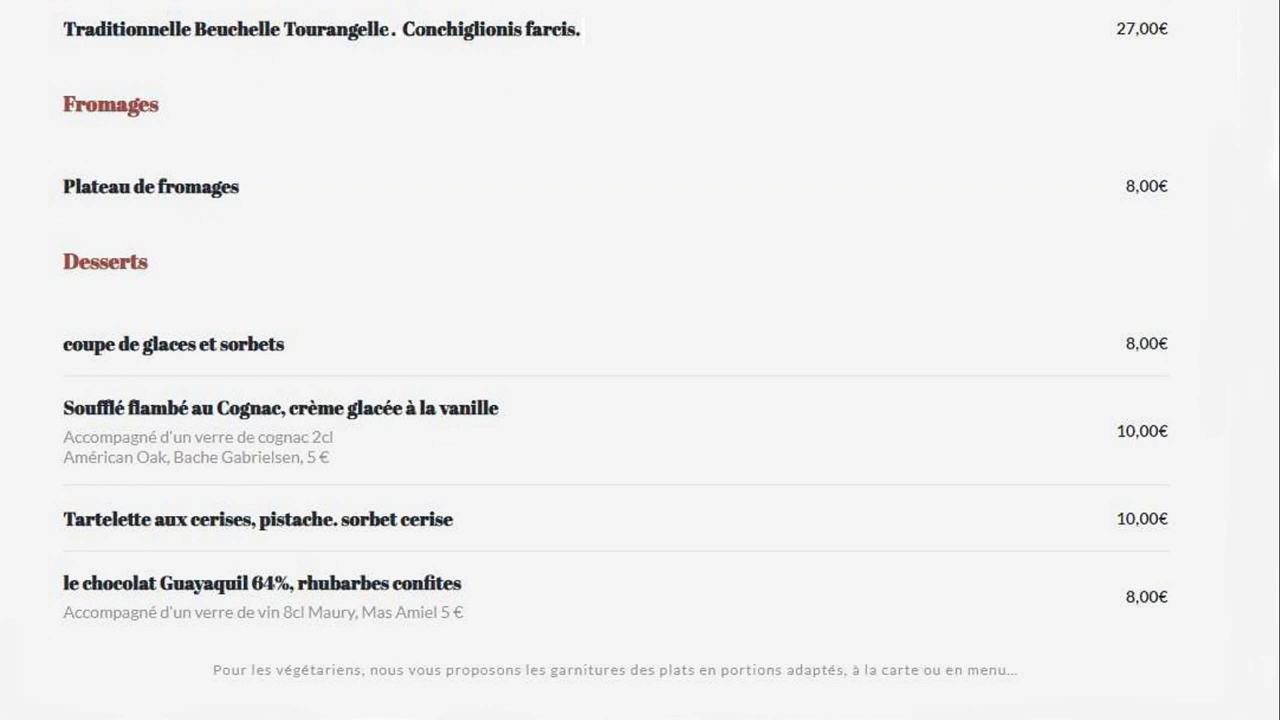 Traditionnelle Beuchelle Tourangelle. Conchiglionis farcis. 27,00€
Fromages
Plateau de fromages 8,00€
Desserts
coupe de glaces et sorbets 8,00€
Soufflé flambé au Cognac, crème glacée à la vanille
Accompagné d'un verre de cognac 2cl 10,00€
Américan Oak, Bache Gabrielsen, 5 €
Tartelette aux cerises, pistache. sorbet cerise 10,00€
le chocolat Guayaquil 64%, rhubarbes confites 8,00€
Accompagné d'un verre de vin 8cl Maury, Mas Amiel 5 €
Pour les végétariens, nous vous proposons les garnitures des plats en portions adaptés, à la carte ou en menu...